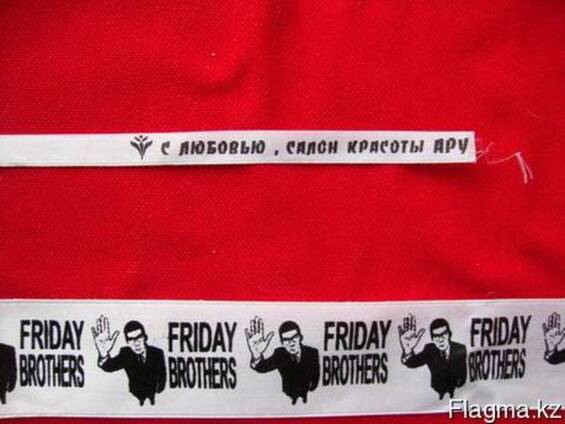 С ЛЮБОВЬЮ , САЛОН КРАСОТЫ АРУ
FRIDAY BROTHERS
FRIDAY BROTHERS
FRIDAY BROTHERS
FRIDAY BROTHERS
Flagma.kz